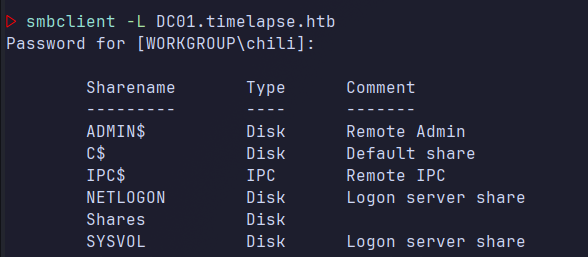 ▷ smbclient -L DC01.timelapse.htb
Password for [WORKGROUP\chili]:

        Sharename       Type      Comment
        ---------       ----      -------
        ADMIN$          Disk      Remote Admin
        C$              Disk      Default share
        IPC$            IPC       Remote IPC
        NETLOGON        Disk      Logon server share
        Shares          Disk
        SYSVOL          Disk      Logon server share